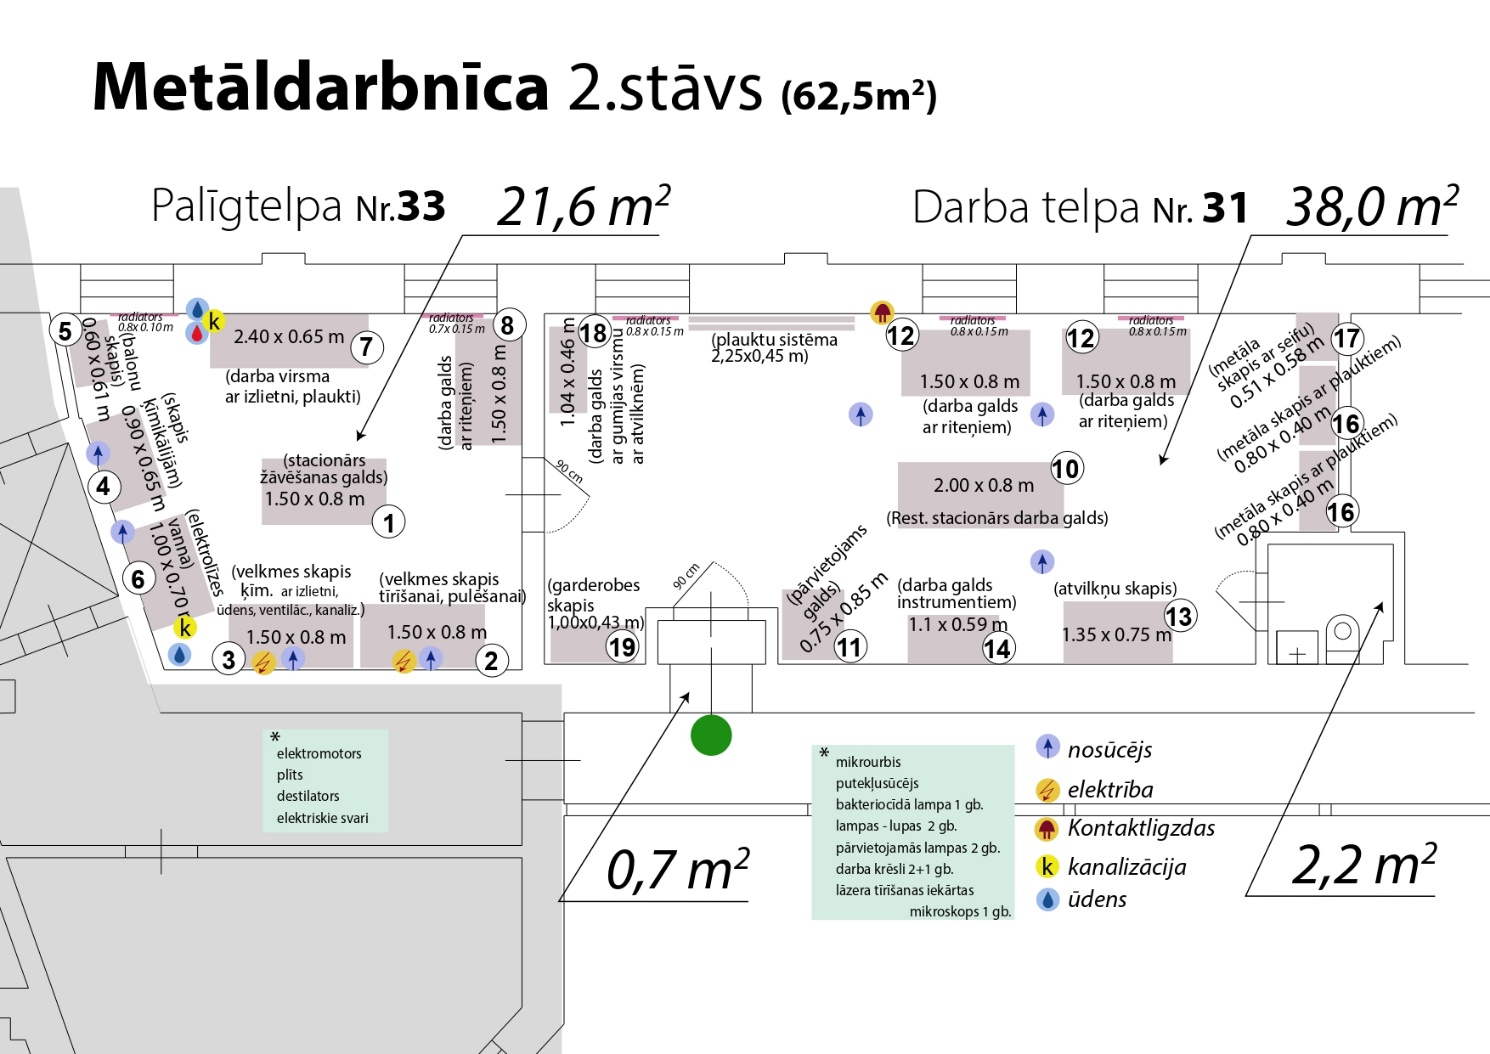 Metāldarbnīca 2.stāvs (62,5m²)
Palīgtelpa Nr.33
21,6 m²
Darba telpa Nr. 31
38,0 m²
5
radiators
0.8x 0.10 m
0.60 x 0.61 m
(balonu
skapis)
k
2.40 x 0.65 m
7
(darba virsma
ar izlietni, plaukti)
radiators
0.7x 0.15 m
8
1.50 x 0.8 m
(darba galds
ar riteņiem)
18
1.04 x 0.46 m
(darba galds
ar gumijas virsmu
ar atvilknēm)
radiators
0.8 x 0.15 m
(plauktu sistēma
2,25x0,45 m)
12
radiators
0.8 x 0.15 m
1.50 x 0.8 m
(darba galds
ar riteņiem)
12
radiators
0.8 x 0.15 m
1.50 x 0.8 m
(darba galds
ar riteņiem)
(metāla
skapis ar seifu)
0.51 x 0.58 m
17
(metāla skapis ar plauktiem)
0.80 x 0.40 m
16
(metāla skapis ar plauktiem)
0.80 x 0.40 m
16
(skapis
ķīmikālijām)
0.90 x 0.65 m
4
(stacionārs
žāvēšanas galds)
1.50 x 0.8 m
1
90 cm
10
2.00 x 0.8 m
(Rest. stacionārs darba galds)
(elektrolīzes
vanna)
1.00 x 0.70 m
6
k
(velkmes skapis
ķīm. ar izlietni,
ūdens, ventilāc., kanaliz.)
1.50 x 0.8 m
3
(velkmes skapis
tīrīšanai, pulēšanai)
1.50 x 0.8 m
2
(garderobes
skapis
1,00x0,43 m)
19
90 cm
(pārvietojams
galds)
0.75 x 0.85 m
11
(darba galds
instrumentiem)
1.1 x 0.59 m
14
(atvilkņu skapis)
1.35 x 0.75 m
13
*
elektromotors
plīts
destilators
elektriskie svari
0,7 m²
*
mikrourbis
putekļusūcējs
bakteriocīdā lampa 1 gb.
lampas - lupas 2 gb.
pārvietojamās lampas 2 gb.
darba krēsli 2+1 gb.
lāzera tīrīšanas iekārtas
mikroskops 1 gb.
nosūcējs
elektrība
Kontaktligzdas
k kanalizācija
ūdens
2,2 m²